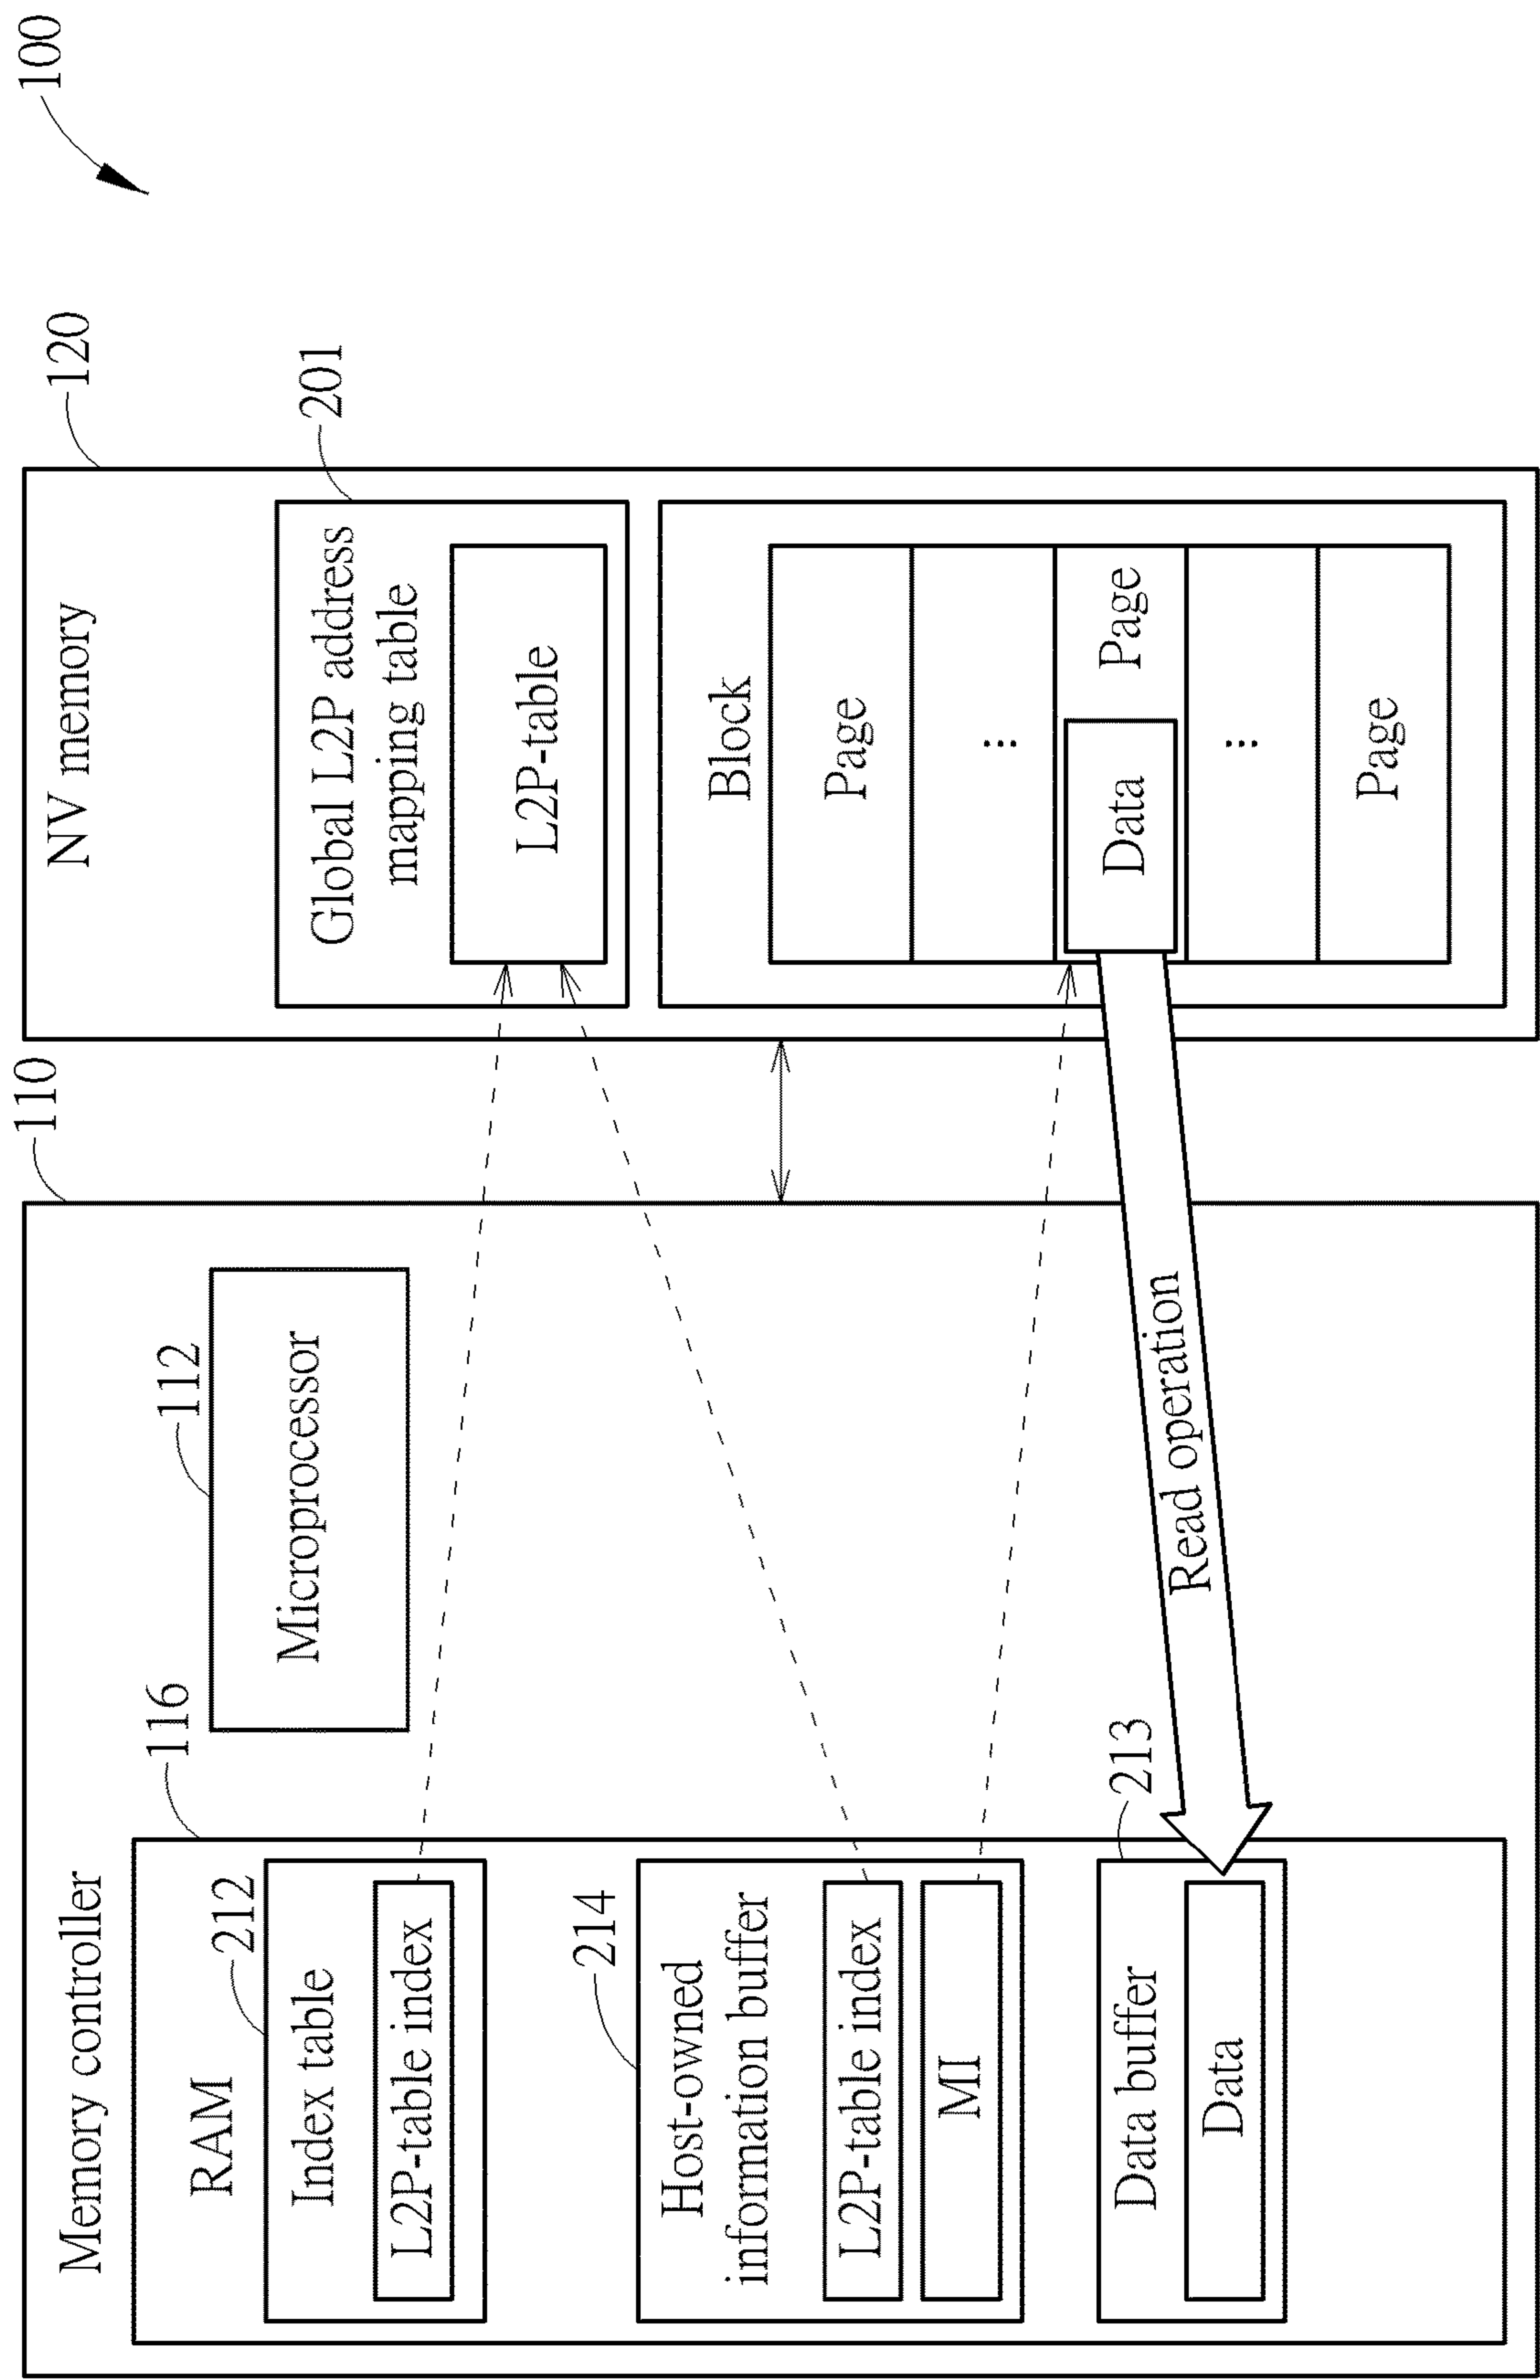 100
Memory controller
110
RAM
116
Index table
212
L2P-table index
Microprocessor
112
Host-owned
information buffer
214
L2P-table index
MI
Data buffer
213
Data
Read operation
NV memory
120
Global L2P address
mapping table
201
L2P-table
Block
Page
...
Data
Page
...
Page